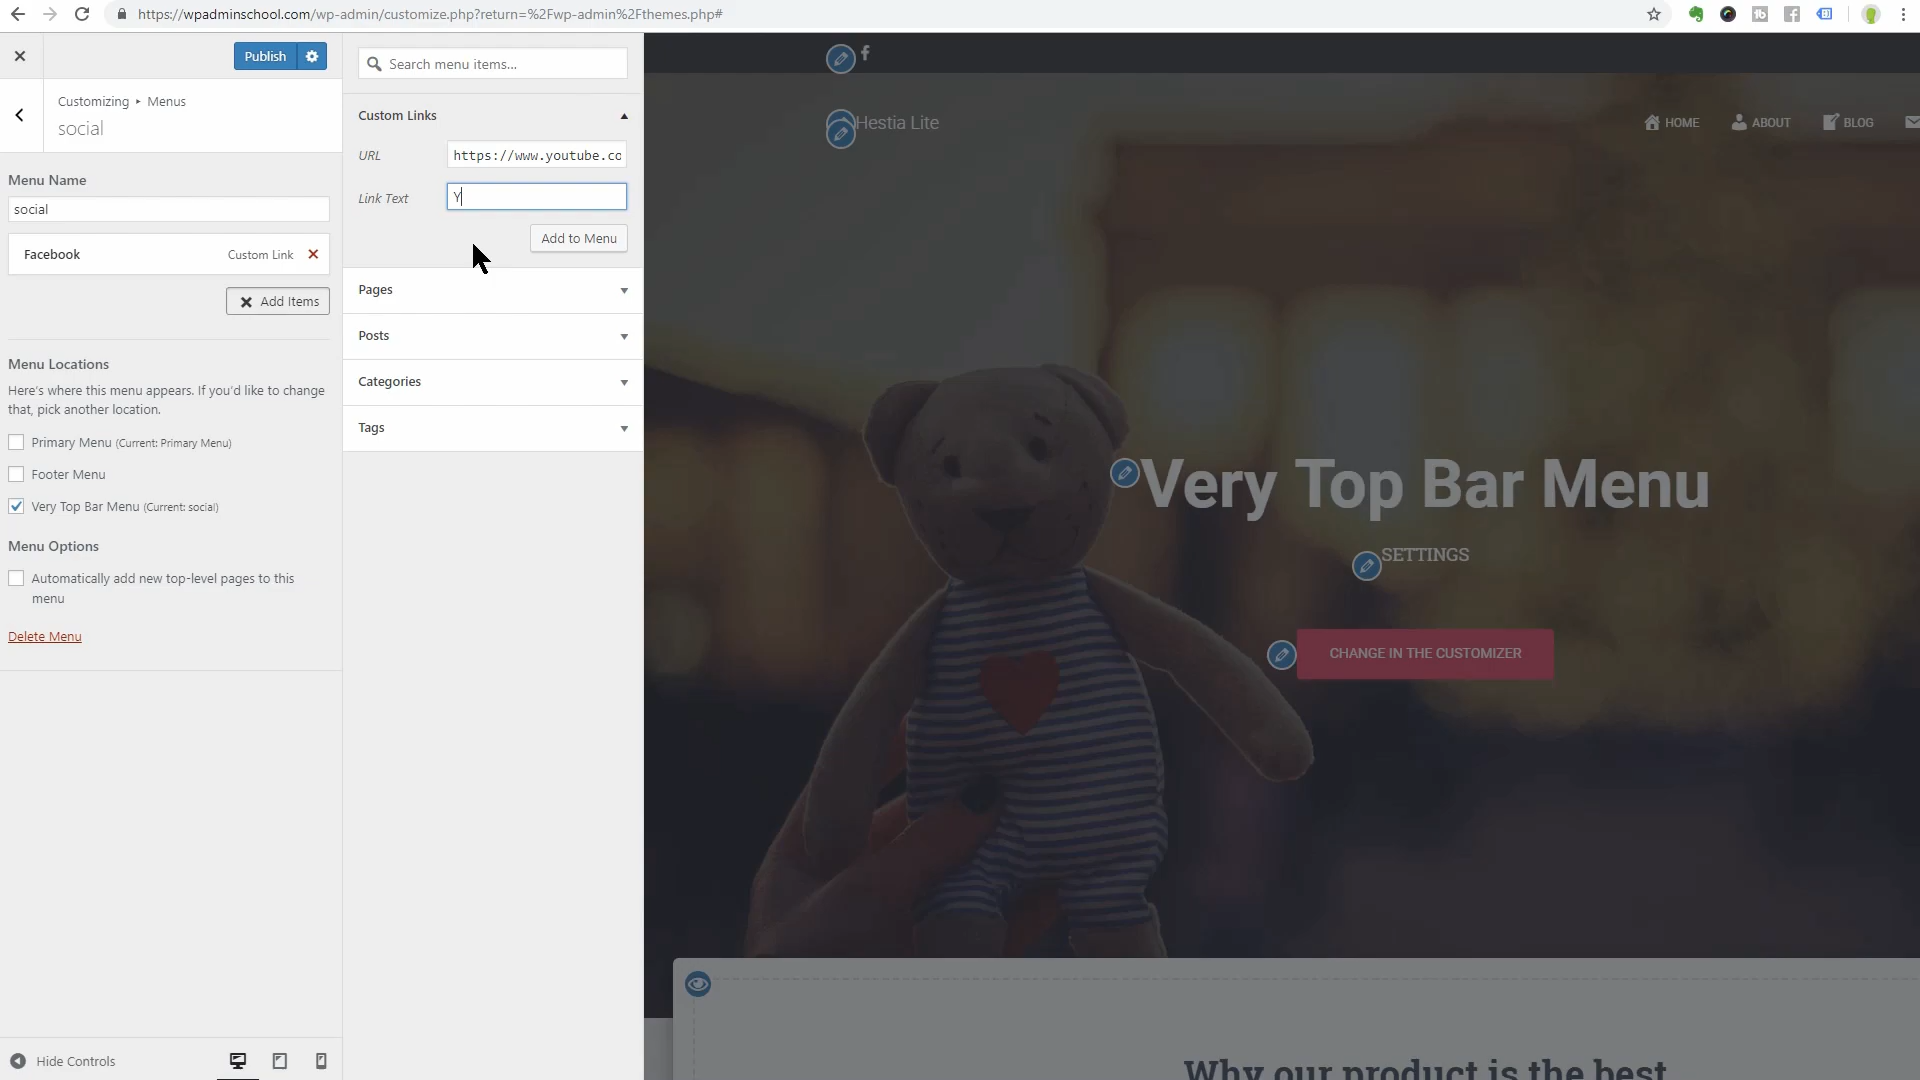 https://wpadminschool.com/wp-admin/customize.php?return=%2Fwp-admin%2Fthemes.php#
Publish
Customizing ▸ Menus
social
Menu Name
social
Facebook Custom Link
Add Items
Menu Locations
Here's where this menu appears. If you'd like to change
that, pick another location.
Primary Menu (Current: Primary Menu)
Footer Menu
Very Top Bar Menu (Current: social)
Menu Options
Automatically add new top-level pages to this
menu
Delete Menu
Hide Controls
Search menu items...
Custom Links
URL https://www.youtube.co
Link Text Y
Add to Menu
Pages
Posts
Categories
Tags
Hestia Lite
HOME ABOUT BLOG
Very Top Bar Menu
SETTINGS
CHANGE IN THE CUSTOMIZER
Why our product is the best